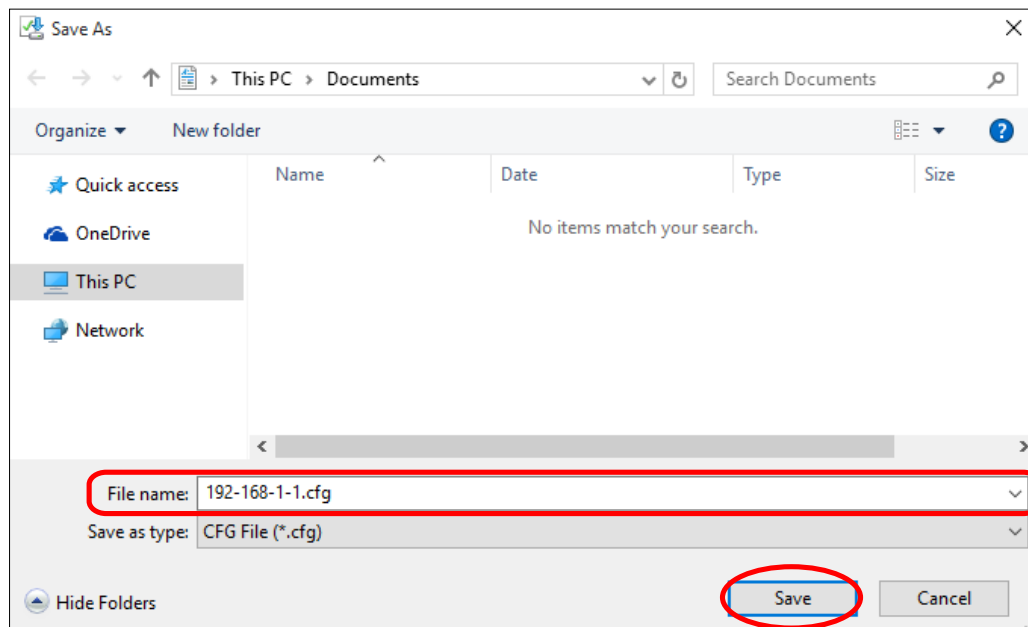 Save As
This PC > Documents
Search Documents
Organize
New folder
Name Date Type Size
Quick access
No items match your search.
OneDrive
This PC
Network
File name: 192-168-1-1.cfg
Save as type: CFG File (*.cfg)
Hide Folders
Save
Cancel